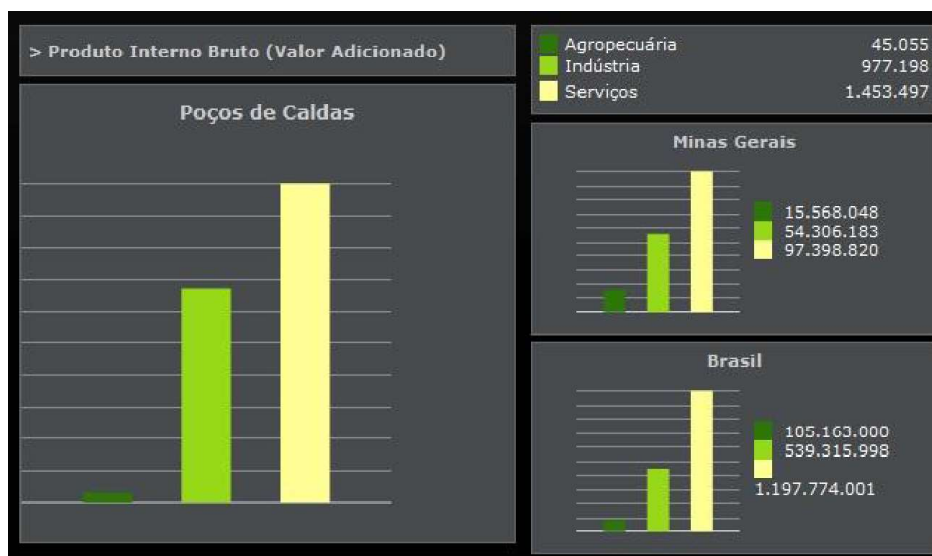 > Produto Interno Bruto (Valor Adicionado)
Poços de Caldas
Agropecuária 45.055
Indústria 977.198
Serviços 1.453.497
Minas Gerais
15.568.048
54.306.183
97.398.820
Brasil
105.163.000
539.315.998
1.197.774.001